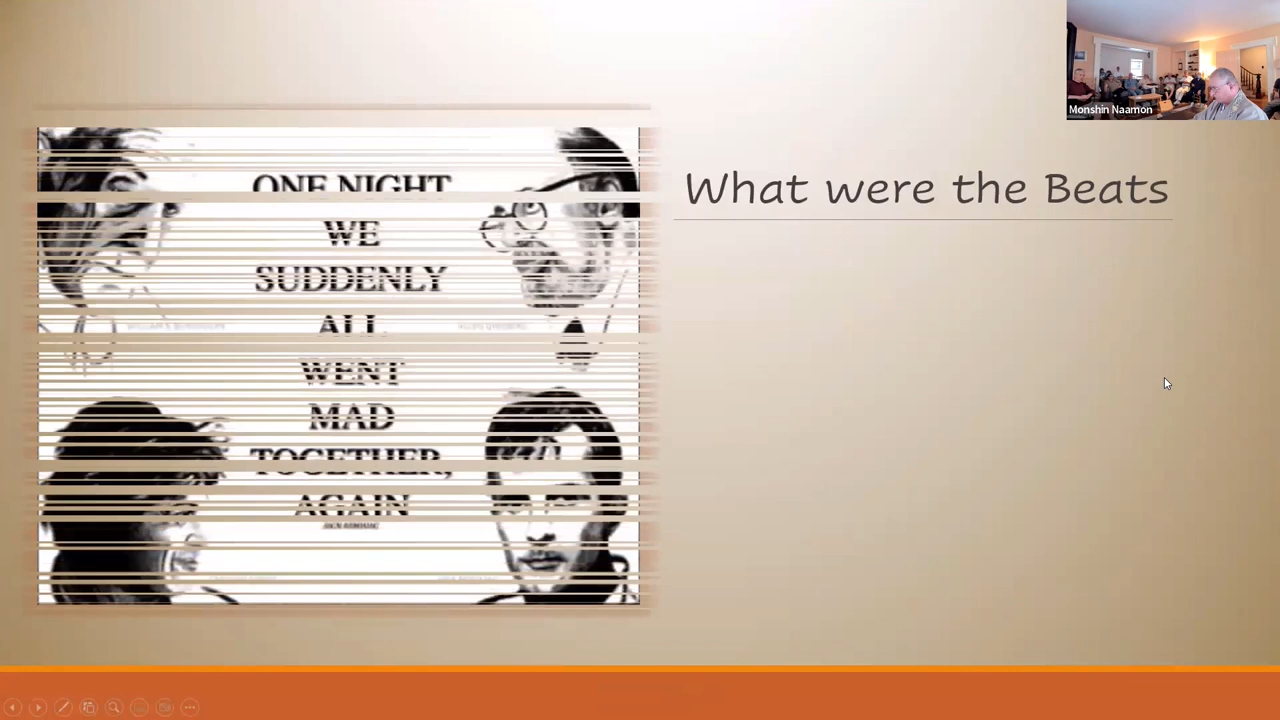 Monshin Naamon
What were the Beats
ONE NIGHT
WE
SUDDENLY
ALL
WENT
MAD
TOGETHER,
AGAIN